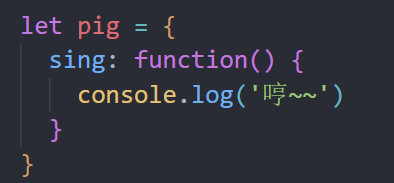 let pig = {
  sing: function() {
    console.log('哼~~')
  }
}